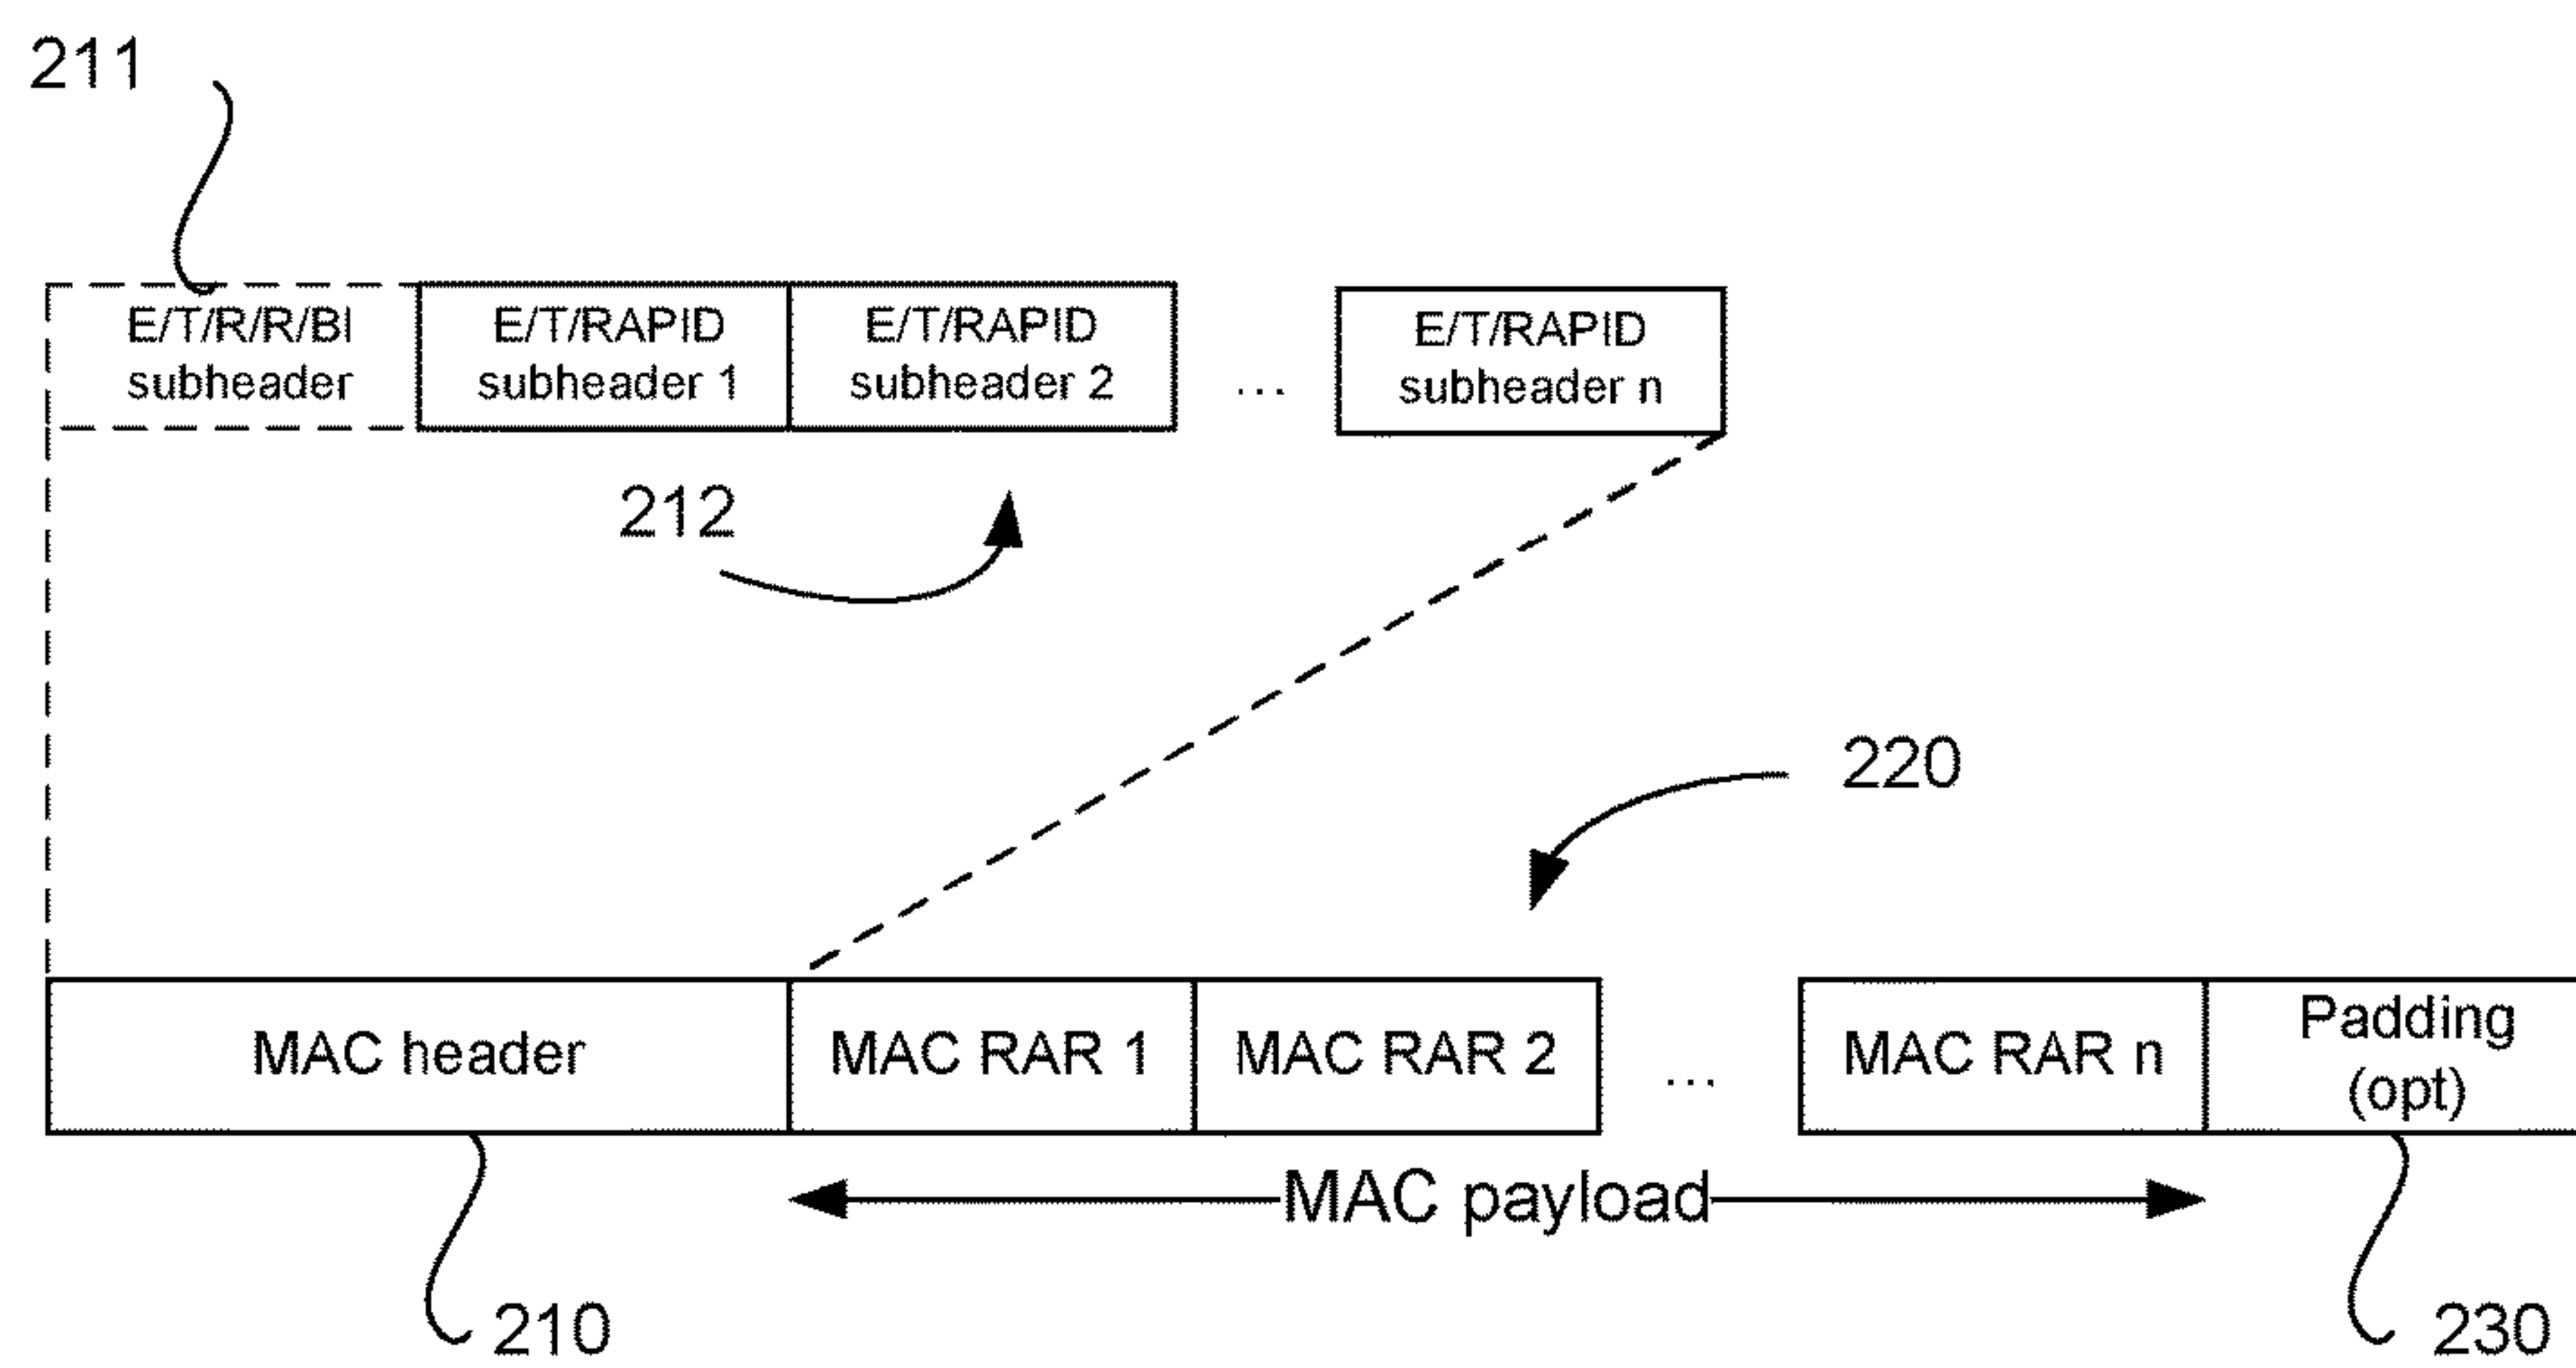 211
E/T/R/R/BI
subheader
E/T/RAPID
subheader 1
E/T/RAPID
subheader 2
...
E/T/RAPID
subheader n
212
220
MAC header
MAC RAR 1
MAC RAR 2
...
MAC RAR n
Padding
(opt)
MAC payload
210
230